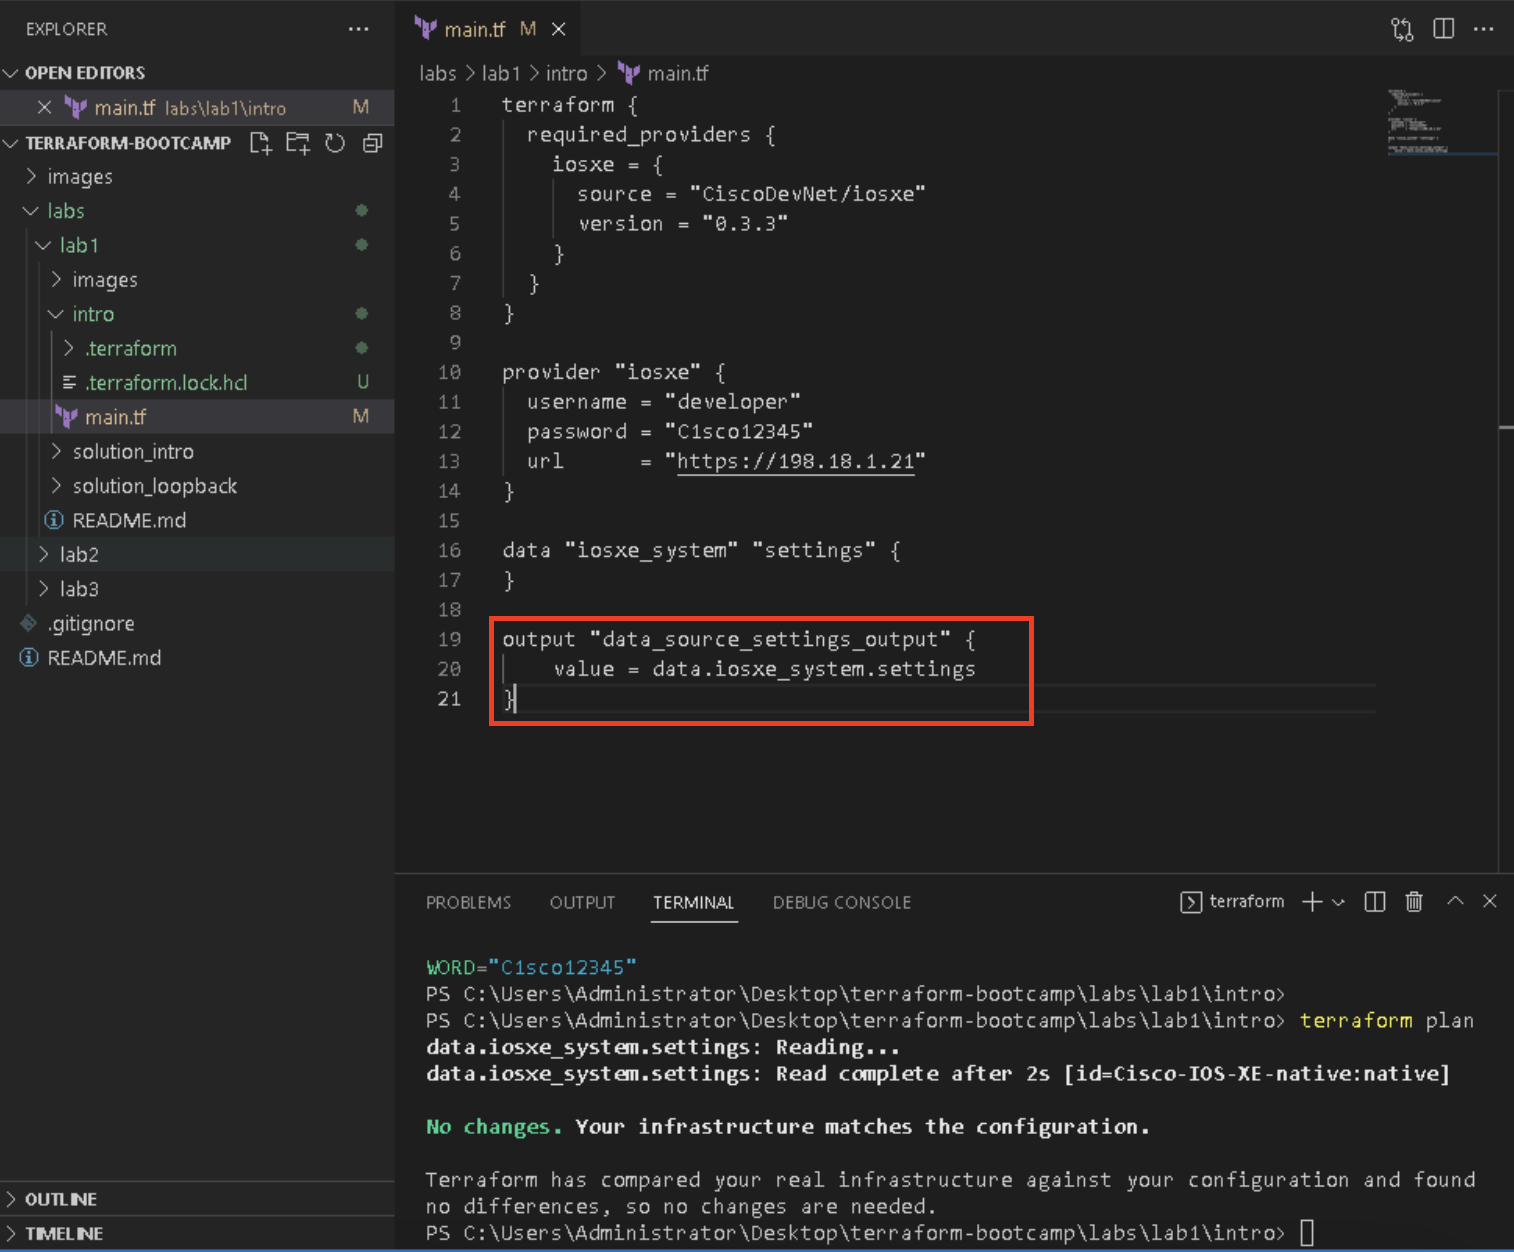 EXPLORER
OPEN EDITORS
main.tf labs\lab1\intro M
TERRAFORM-BOOTCAMP
images
labs
lab1
images
intro
.terraform
.terraform.lock.hcl U
main.tf M
solution_intro
solution_loopback
README.md
lab2
lab3
.gitignore
README.md
OUTLINE
TIMELINE
main.tf M
labs > lab1 > intro > main.tf
1 terraform {
2   required_providers {
3     iosxe = {
4       source = "CiscoDevNet/iosxe"
5       version = "0.3.3"
6     }
7   }
8 }
9
10 provider "iosxe" {
11   username = "developer"
12   password = "C1sco12345"
13   url      = "https://198.18.1.21"
14 }
15
16 data "iosxe_system" "settings" {
17 }
18
19 output "data_source_settings_output" {
20     value = data.iosxe_system.settings
21 }
PROBLEMS OUTPUT TERMINAL DEBUG CONSOLE terraform
WORD="C1sco12345"
PS C:\Users\Administrator\Desktop\terraform-bootcamp\labs\lab1\intro>
PS C:\Users\Administrator\Desktop\terraform-bootcamp\labs\lab1\intro> terraform plan
data.iosxe_system.settings: Reading...
data.iosxe_system.settings: Read complete after 2s [id=Cisco-IOS-XE-native:native]
No changes. Your infrastructure matches the configuration.
Terraform has compared your real infrastructure against your configuration and found
no differences, so no changes are needed.
PS C:\Users\Administrator\Desktop\terraform-bootcamp\labs\lab1\intro>